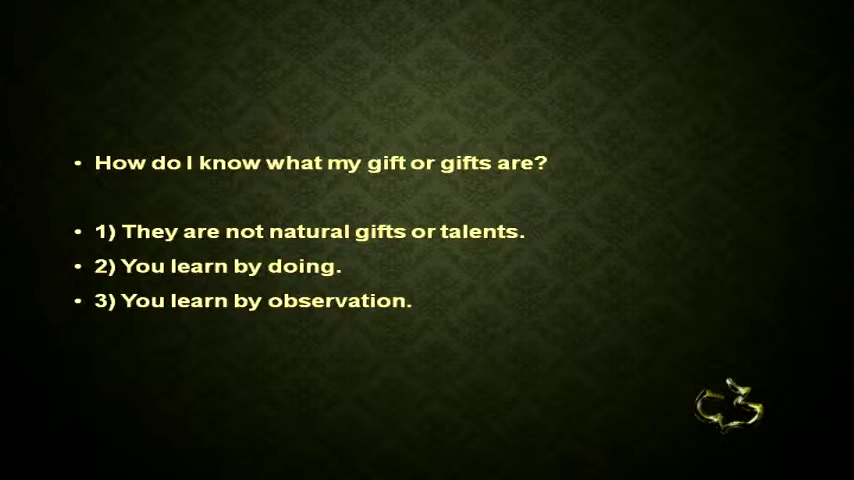 • How do I know what my gift or gifts are?
• 1) They are not natural gifts or talents.
• 2) You learn by doing.
• 3) You learn by observation.
C3